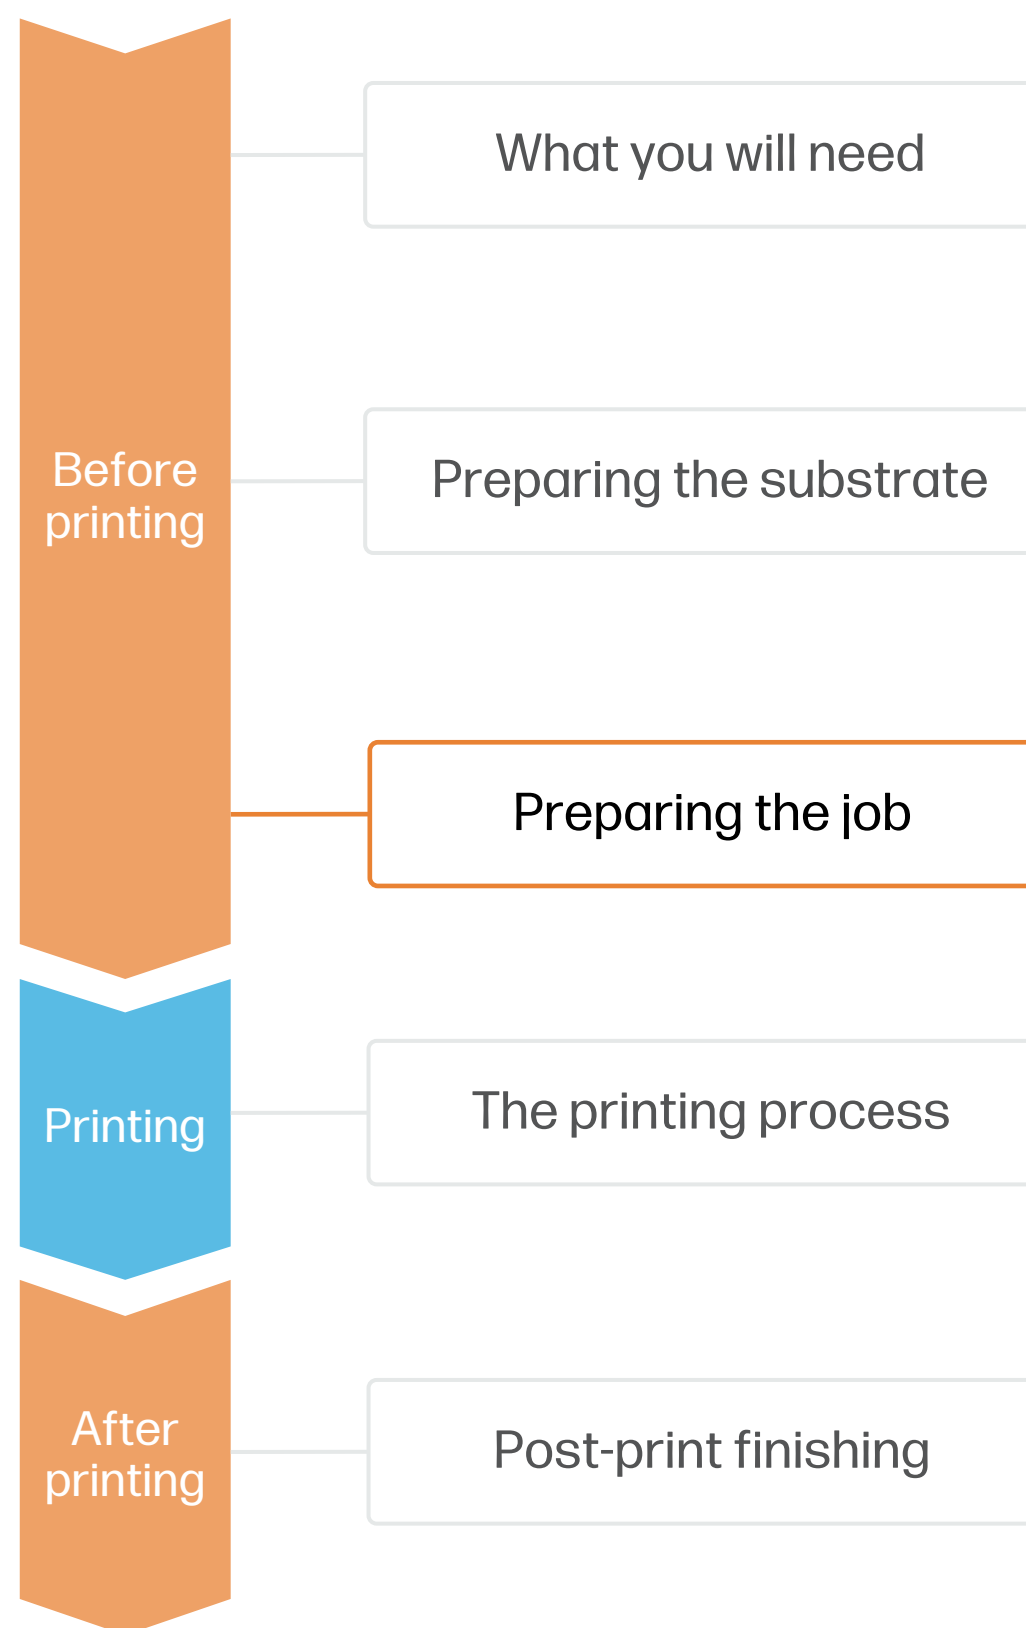 What you will need
Before
printing
Preparing the substrate
Preparing the job
Printing
The printing process
After
printing
Post-print finishing